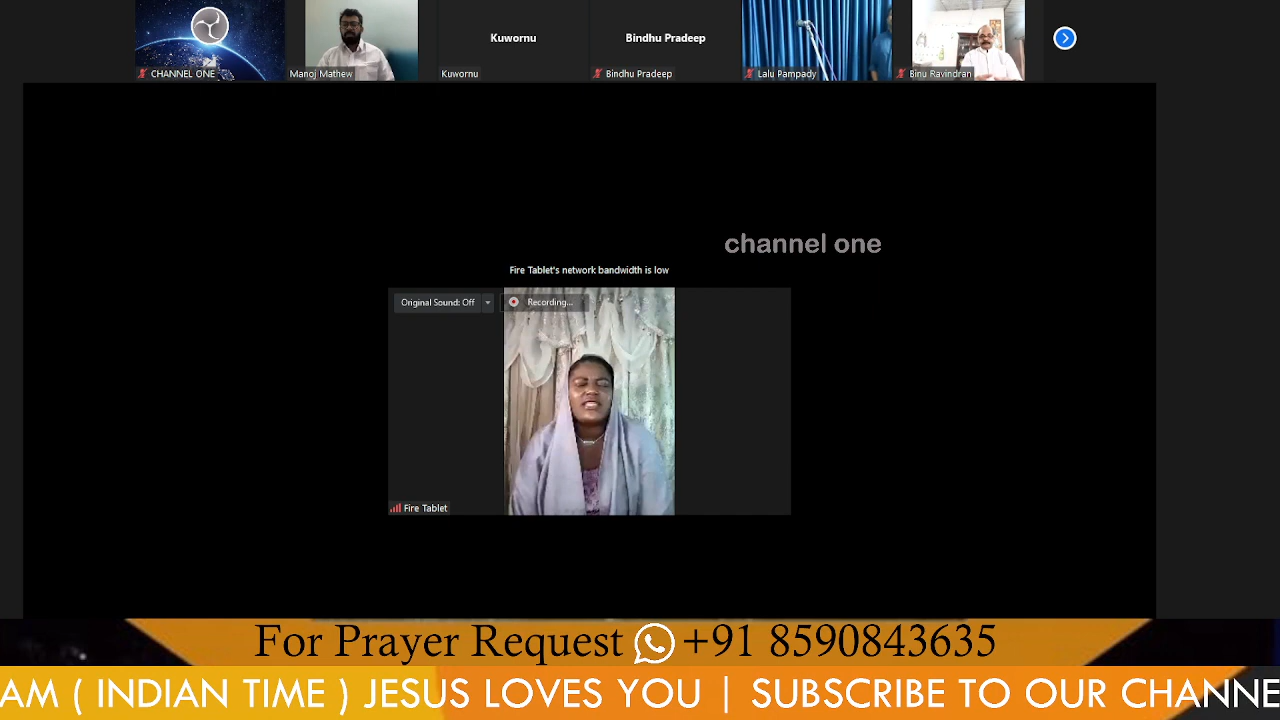 Kuwornu
Bindhu Pradeep
CHANNEL ONE
Manoj Mathew
Kuwornu
Bindhu Pradeep
Lalu Pampady
Binu Ravindran
channel one
Fire Tablet's network bandwidth is low
Original Sound: Off
Recording...
Fire Tablet
For Prayer Request +91 8590843635
AM ( INDIAN TIME ) JESUS LOVES YOU | SUBSCRIBE TO OUR CHANNE